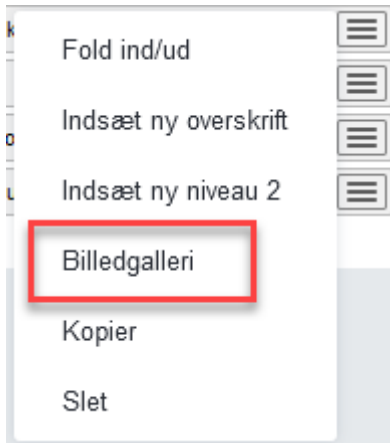 Fold ind/ud
Indsæt ny overskrift
Indsæt ny niveau 2
Billedgalleri
Kopier
Slet